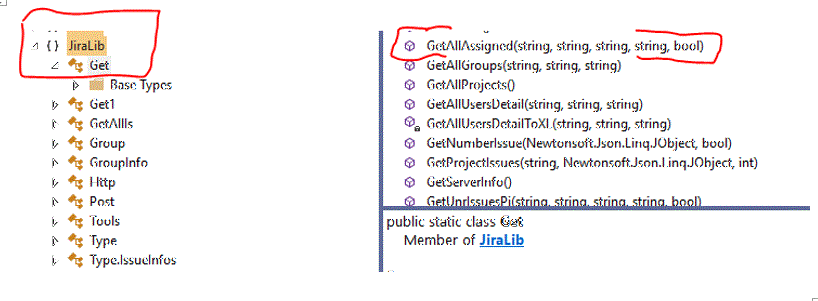 { } JiraLib
Get
Base Types
Get1
GetAllIs
Group
GroupInfo
Http
Post
Tools
Type
Type.IssueInfos
GetAllAssigned(string, string, string, string, bool)
GetAllGroups(string, string, string)
GetAllProjects()
GetAllUsersDetail(string, string, string)
GetAllUsersDetailToXL(string, string, string)
GetNumberIssue(Newtonsoft.Json.Linq.JObject, bool)
GetProjectIssues(string, Newtonsoft.Json.Linq.JObject, int)
GetServerInfo()
GetUnrIssuesPj(string, string, string, string, bool)
public static class Get
Member of JiraLib